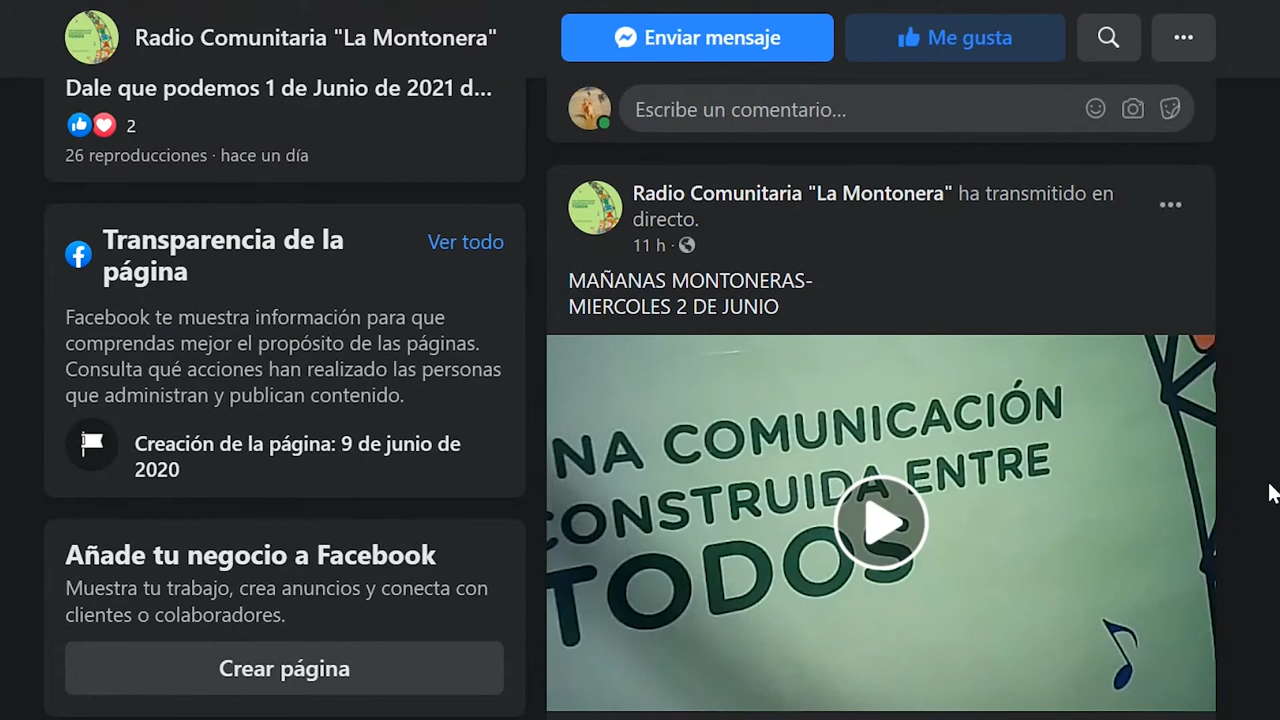 Radio Comunitaria "La Montonera"
Enviar mensaje
Me gusta
Dale que podemos 1 de Junio de 2021 d...
2
26 reproducciones · hace un día
Transparencia de la
página
Ver todo
Facebook te muestra información para que
comprendas mejor el propósito de las páginas.
Consulta qué acciones han realizado las personas
que administran y publican contenido.
Creación de la página: 9 de junio de
2020
Añade tu negocio a Facebook
Muestra tu trabajo, crea anuncios y conecta con
clientes o colaboradores.
Crear página
Escribe un comentario...
Radio Comunitaria "La Montonera" ha transmitido en
directo.
11 h ·
MAÑANAS MONTONERAS-
MIERCOLES 2 DE JUNIO
NA COMUNICACIÓN
CONSTRUIDA ENTRE
TODOS